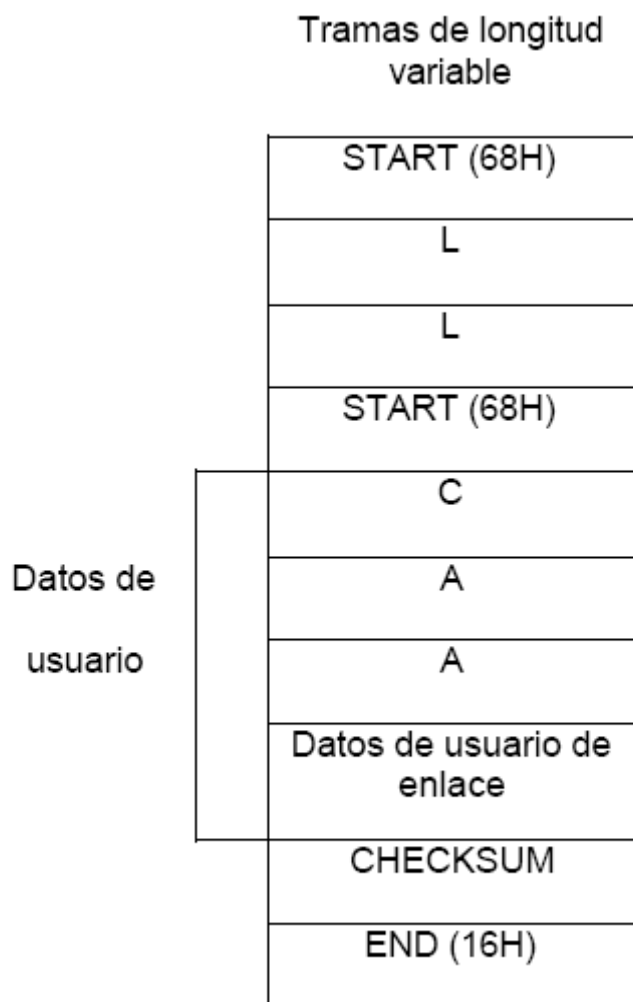 Tramas de longitud
variable
START (68H)
L
L
START (68H)
C
A
Datos de
usuario
A
Datos de usuario de
enlace
CHECKSUM
END (16H)